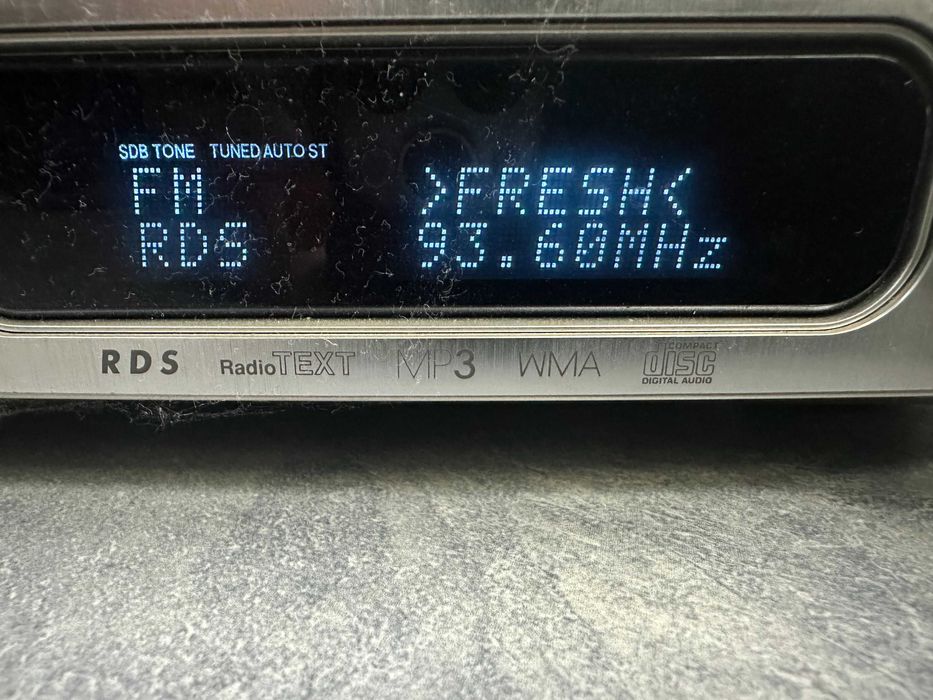 SDB TONE TUNED AUTO ST
FM >FRESH<
RDS 93.60MHz
RDS RadioTEXT MP3 WMA COMPACT disc DIGITAL AUDIO